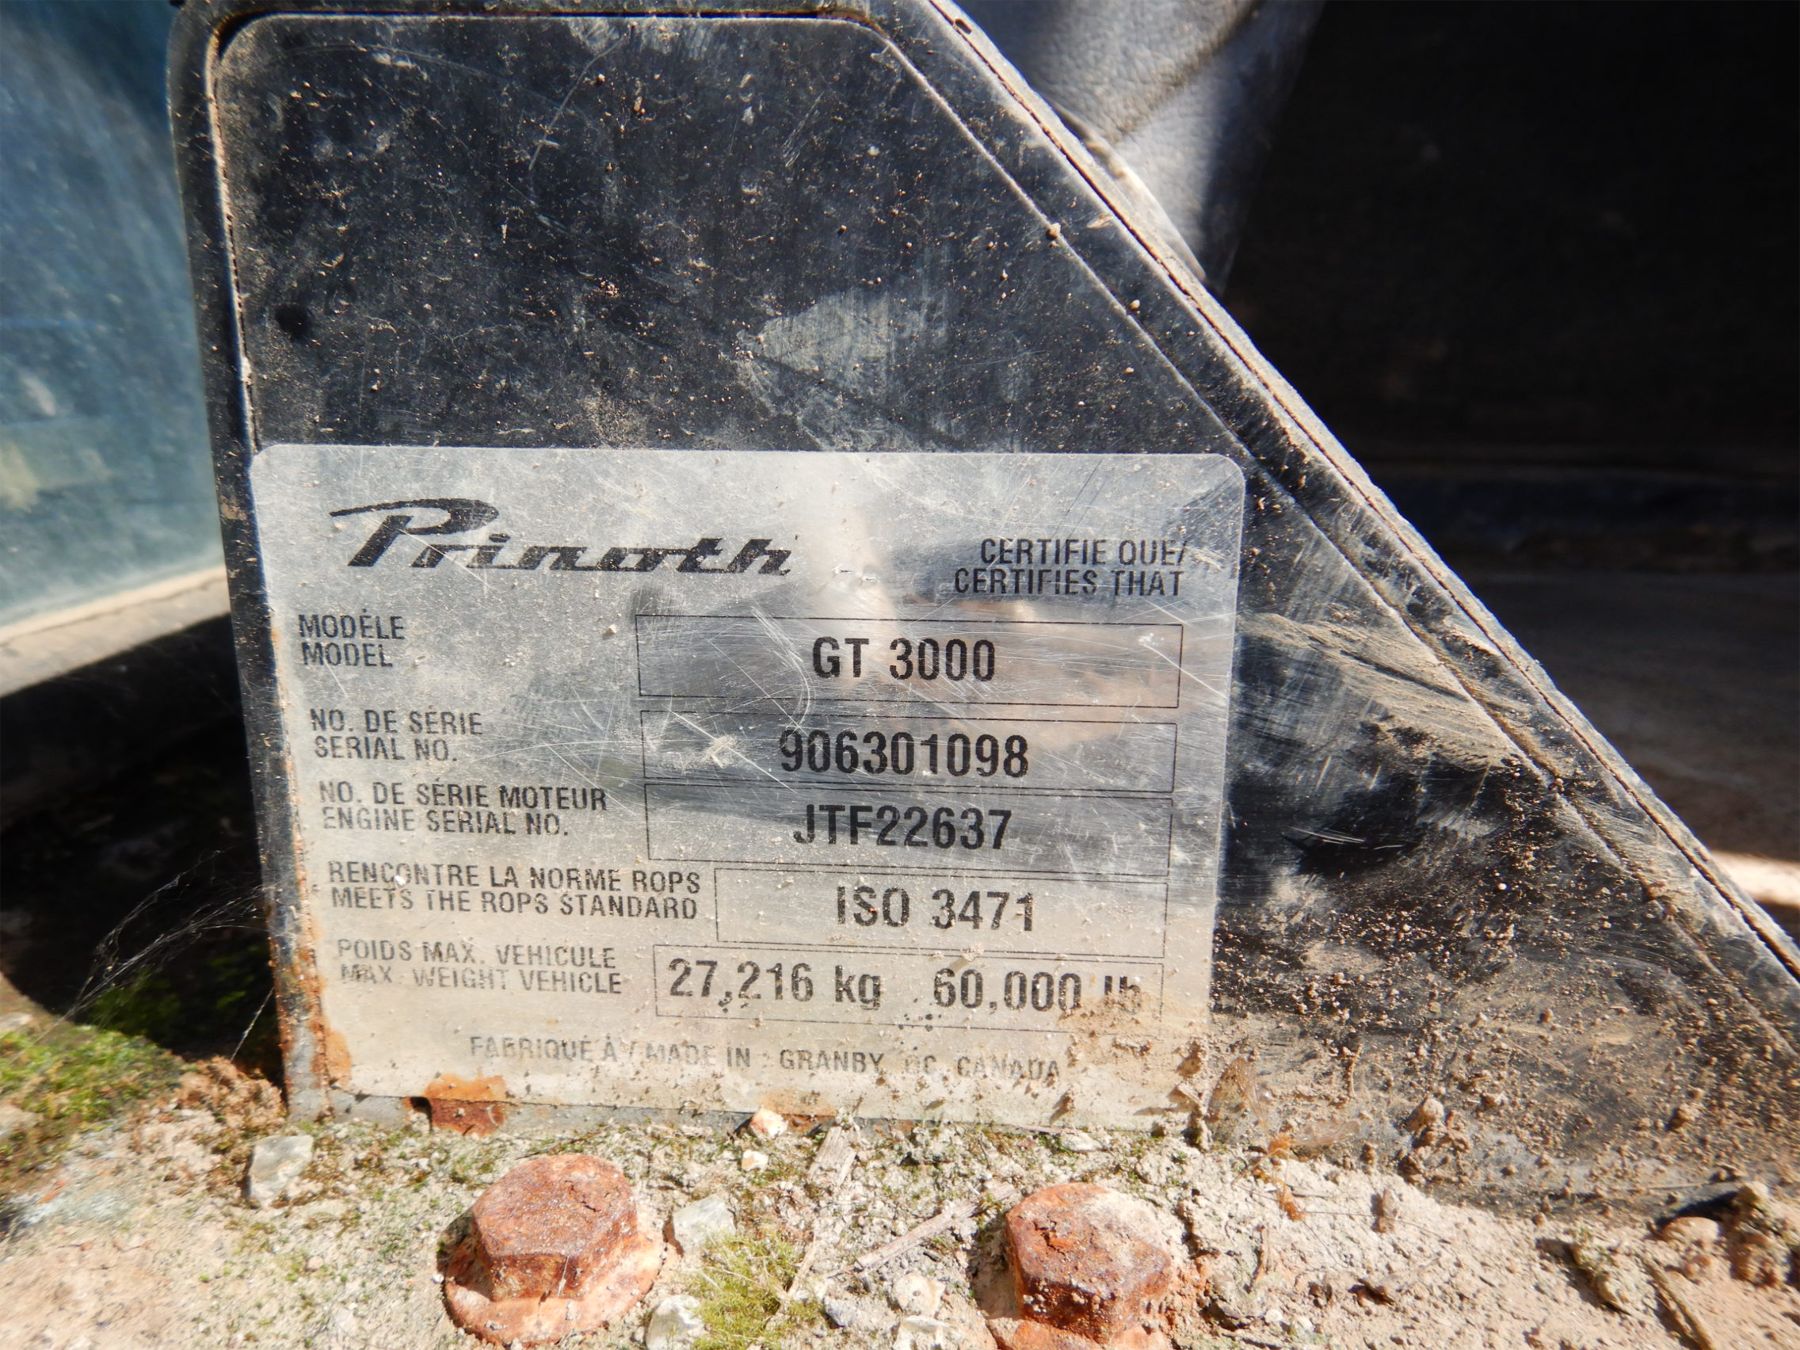 Prinoth
CERTIFIE QUE/
CERTIFIES THAT
MODÈLE
MODEL
GT 3000
NO. DE SÉRIE
SERIAL NO.
906301098
NO. DE SÉRIE MOTEUR
ENGINE SERIAL NO.
JTF22637
RENCONTRE LA NORME ROPS
MEETS THE ROPS STANDARD
ISO 3471
POIDS MAX. VÉHICULE
MAX. WEIGHT VEHICLE
27,216 kg 60,000 lb
FABRIQUÉ À / MADE IN : GRANBY, QC, CANADA